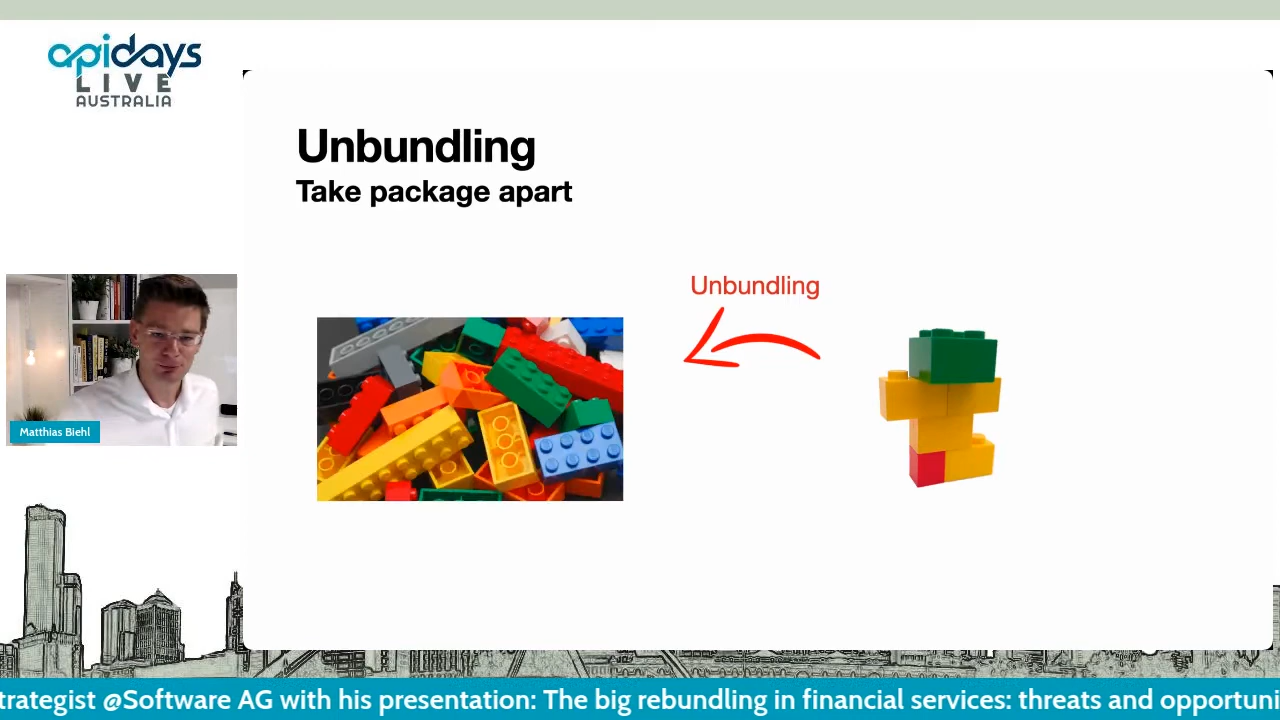 apidays
LIVE
AUSTRALIA
Unbundling
Take package apart
Unbundling
Matthias Biehl
trategist @Software AG with his presentation: The big rebundling in financial services: threats and opportuni